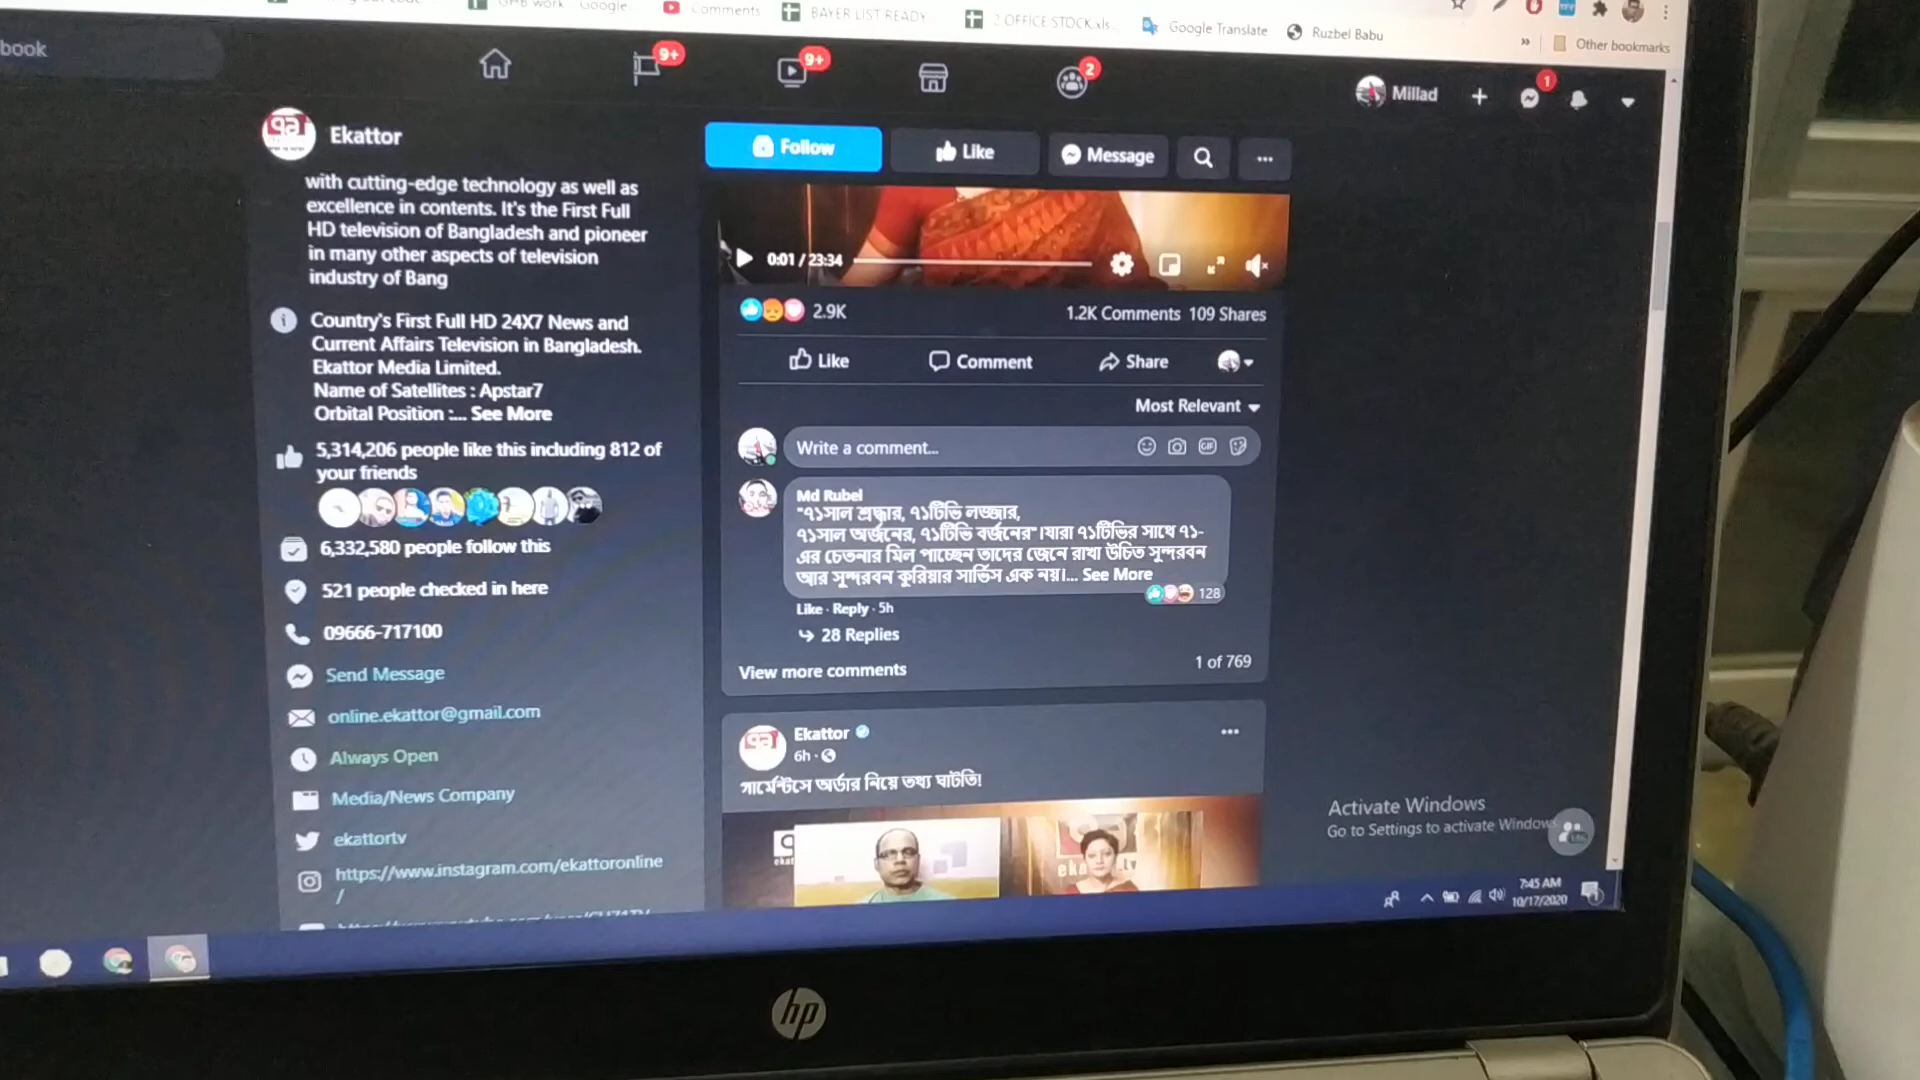 Google
Comments
BAYER LIST READY
2 OFFICE STOCK.xls
Google Translate
Ruzbel Babu
»
Other bookmarks
book
9+
9+
2
Millad
1
Ekattor
Follow
Like
Message
with cutting-edge technology as well as
excellence in contents. It's the First Full
HD television of Bangladesh and pioneer
in many other aspects of television
industry of Bang
Country's First Full HD 24X7 News and
Current Affairs Television in Bangladesh.
Ekattor Media Limited.
Name of Satellites : Apstar7
Orbital Position :... See More
5,314,206 people like this including 812 of
your friends
6,332,580 people follow this
521 people checked in here
09666-717100
Send Message
online.ekattor@gmail.com
Always Open
Media/News Company
ekattortv
https://www.instagram.com/ekattoronline
/
0:01 / 23:34
2.9K
1.2K Comments 109 Shares
Like
Comment
Share
Most Relevant
Write a comment...
GIF
Md Rubel
"৭১সাল শ্রদ্ধার, ৭১টিভি লজ্জার,
৭১সাল অর্জনের, ৭১টিভি বর্জনের"।যারা ৭১টিভির সাথে ৭১-
এর চেতনার মিল পাচ্ছেন তাদের জেনে রাখা উচিত সুন্দরবন
আর সুন্দরবন কুরিয়ার সার্ভিস এক নয়।... See More
128
Like · Reply · 5h
28 Replies
View more comments
1 of 769
Ekattor
6h
গার্মেন্টসে অর্ডার নিয়ে তথ্য ঘাটতি!
Activate Windows
Go to Settings to activate Windows
7:45 AM
10/17/2020
hp